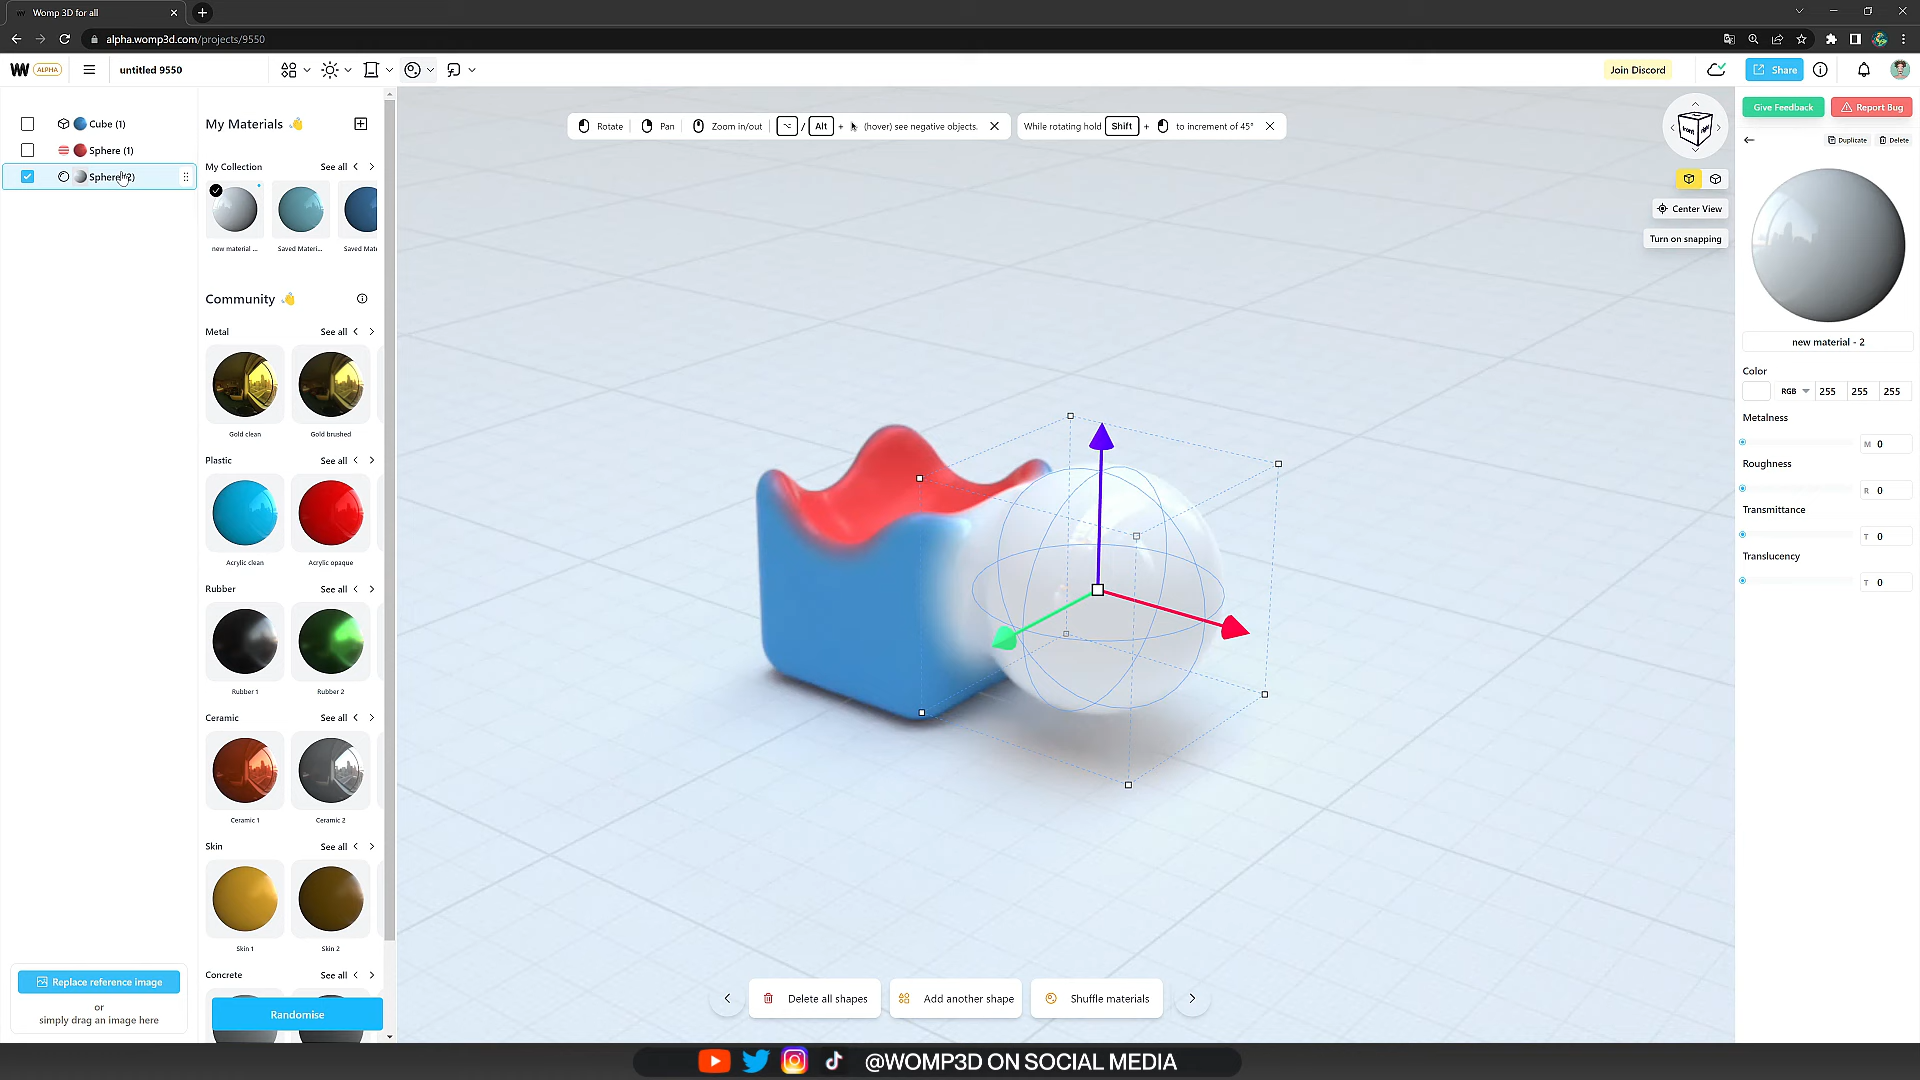 Womp 3D for all
alpha.womp3d.com/projects/9550
ALPHA
untitled 9550
Join Discord
Share
Cube (1)
Sphere (1)
Sphere (2)
My Materials
My Collection See all
new material ... Saved Materi... Saved Mate
Community
Metal See all
Gold clean Gold brushed
Plastic See all
Acrylic clean Acrylic opaque
Rubber See all
Rubber 1 Rubber 2
Ceramic See all
Ceramic 1 Ceramic 2
Skin See all
Skin 1 Skin 2
Concrete See all
Randomise
Replace reference image
or
simply drag an image here
Rotate Pan Zoom in/out / Alt + (hover) see negative objects.
While rotating hold Shift + to increment of 45°
front right
Center View
Turn on snapping
Give Feedback Report Bug
Duplicate Delete
new material - 2
Color
RGB 255 255 255
Metalness
M 0
Roughness
R 0
Transmittance
T 0
Translucency
T 0
Delete all shapes Add another shape Shuffle materials
@WOMP3D ON SOCIAL MEDIA